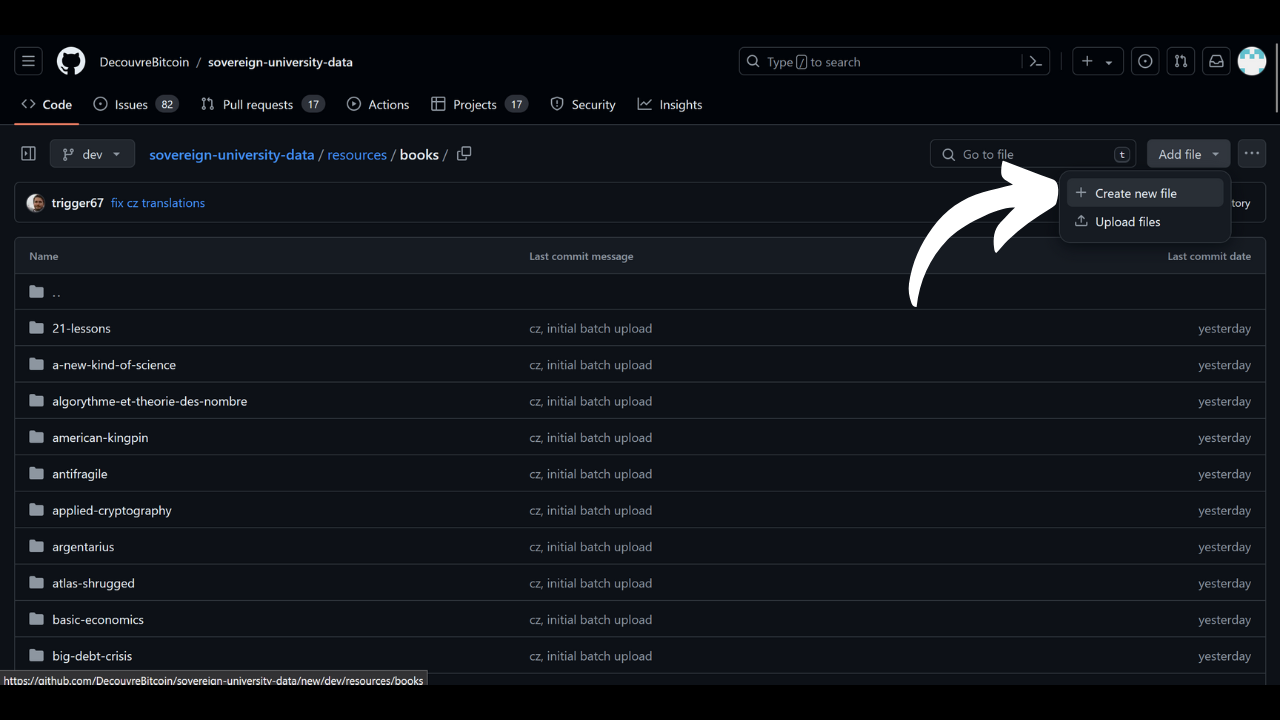 DecouvreBitcoin / sovereign-university-data Type / to search
Code Issues 82 Pull requests 17 Actions Projects 17 Security Insights
dev sovereign-university-data / resources / books / Go to file t Add file
Create new file
Upload files
trigger67 fix cz translations tory
Name Last commit message Last commit date
..
21-lessons cz, initial batch upload yesterday
a-new-kind-of-science cz, initial batch upload yesterday
algorythme-et-theorie-des-nombre cz, initial batch upload yesterday
american-kingpin cz, initial batch upload yesterday
antifragile cz, initial batch upload yesterday
applied-cryptography cz, initial batch upload yesterday
argentarius cz, initial batch upload yesterday
atlas-shrugged cz, initial batch upload yesterday
basic-economics cz, initial batch upload yesterday
big-debt-crisis cz, initial batch upload yesterday
https://github.com/DecouvreBitcoin/sovereign-university-data/new/dev/resources/books